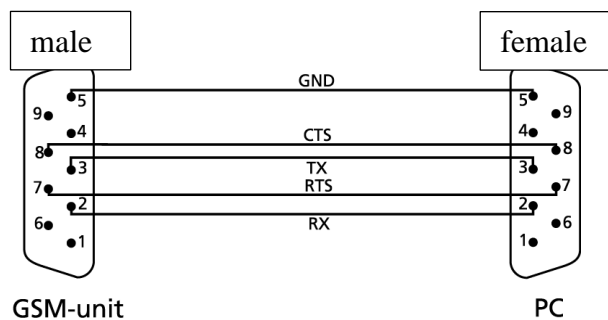 male female
GND
5 5
9 9
4 4
CTS
8 8
3 3
TX
RTS
7 7
2 2
RX
6 6
1 1
GSM-unit PC